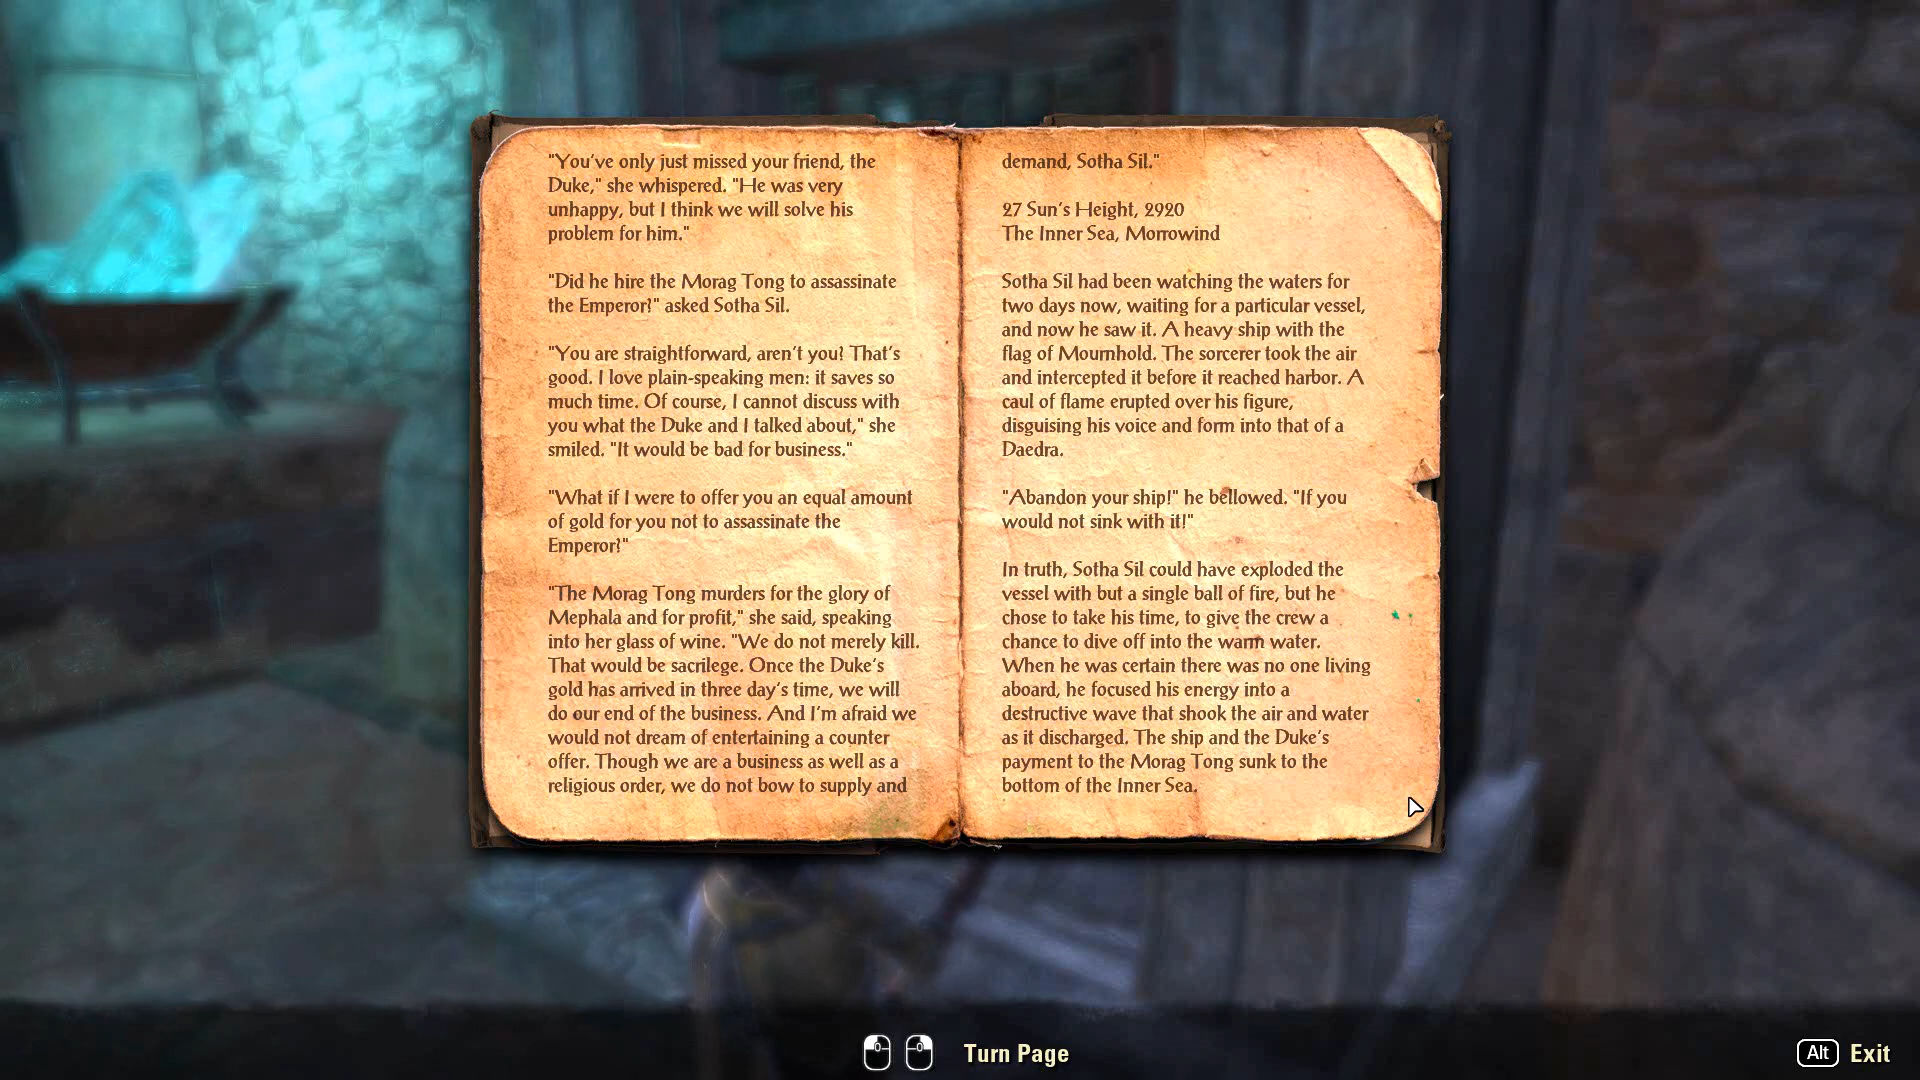 "You've only just missed your friend, the
Duke," she whispered. "He was very
unhappy, but I think we will solve his
problem for him."
"Did he hire the Morag Tong to assassinate
the Emperor?" asked Sotha Sil.
"You are straightforward, aren't you? That's
good. I love plain-speaking men: it saves so
much time. Of course, I cannot discuss with
you what the Duke and I talked about," she
smiled. "It would be bad for business."
"What if I were to offer you an equal amount
of gold for you not to assassinate the
Emperor?"
"The Morag Tong murders for the glory of
Mephala and for profit," she said, speaking
into her glass of wine. "We do not merely kill.
That would be sacrilege. Once the Duke's
gold has arrived in three day's time, we will
do our end of the business. And I'm afraid we
would not dream of entertaining a counter
offer. Though we are a business as well as a
religious order, we do not bow to supply and
demand, Sotha Sil."
27 Sun's Height, 2920
The Inner Sea, Morrowind
Sotha Sil had been watching the waters for
two days now, waiting for a particular vessel,
and now he saw it. A heavy ship with the
flag of Mournhold. The sorcerer took the air
and intercepted it before it reached harbor. A
caul of flame erupted over his figure,
disguising his voice and form into that of a
Daedra.
"Abandon your ship!" he bellowed. "If you
would not sink with it!"
In truth, Sotha Sil could have exploded the
vessel with but a single ball of fire, but he
chose to take his time, to give the crew a
chance to dive off into the warm water.
When he was certain there was no one living
aboard, he focused his energy into a
destructive wave that shook the air and water
as it discharged. The ship and the Duke's
payment to the Morag Tong sunk to the
bottom of the Inner Sea.
Turn Page
Alt Exit